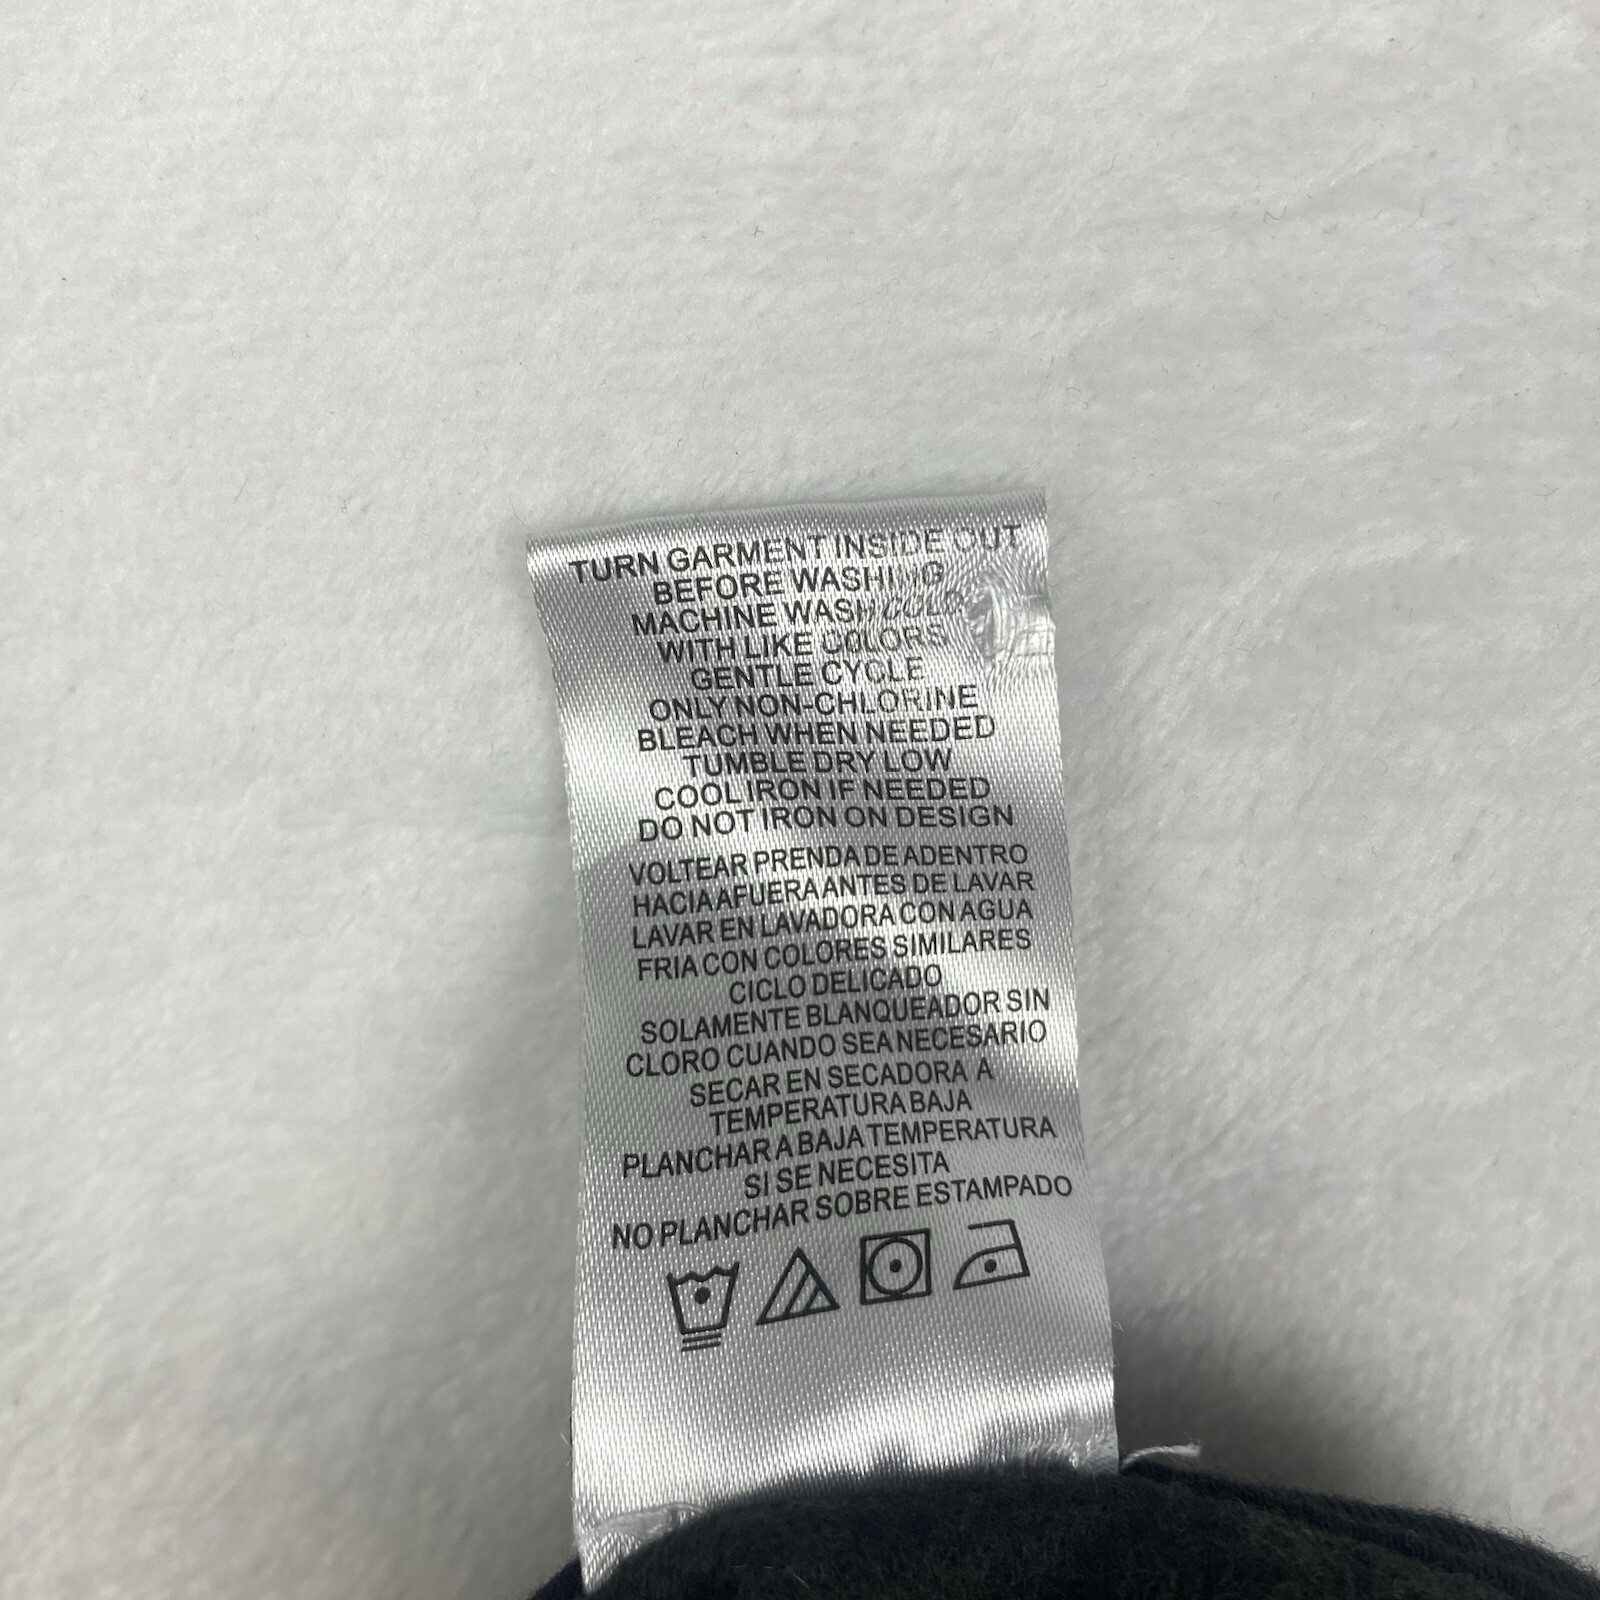 TURN GARMENT INSIDE OUT
BEFORE WASHING
MACHINE WASH COLD
WITH LIKE COLORS
GENTLE CYCLE
ONLY NON-CHLORINE
BLEACH WHEN NEEDED
TUMBLE DRY LOW
COOL IRON IF NEEDED
DO NOT IRON ON DESIGN
VOLTEAR PRENDA DE ADENTRO
HACIA AFUERA ANTES DE LAVAR
LAVAR EN LAVADORA CON AGUA
FRIA CON COLORES SIMILARES
CICLO DELICADO
SOLAMENTE BLANQUEADOR SIN
CLORO CUANDO SEA NECESARIO
SECAR EN SECADORA A
TEMPERATURA BAJA
PLANCHAR A BAJA TEMPERATURA
SI SE NECESITA
NO PLANCHAR SOBRE ESTAMPADO